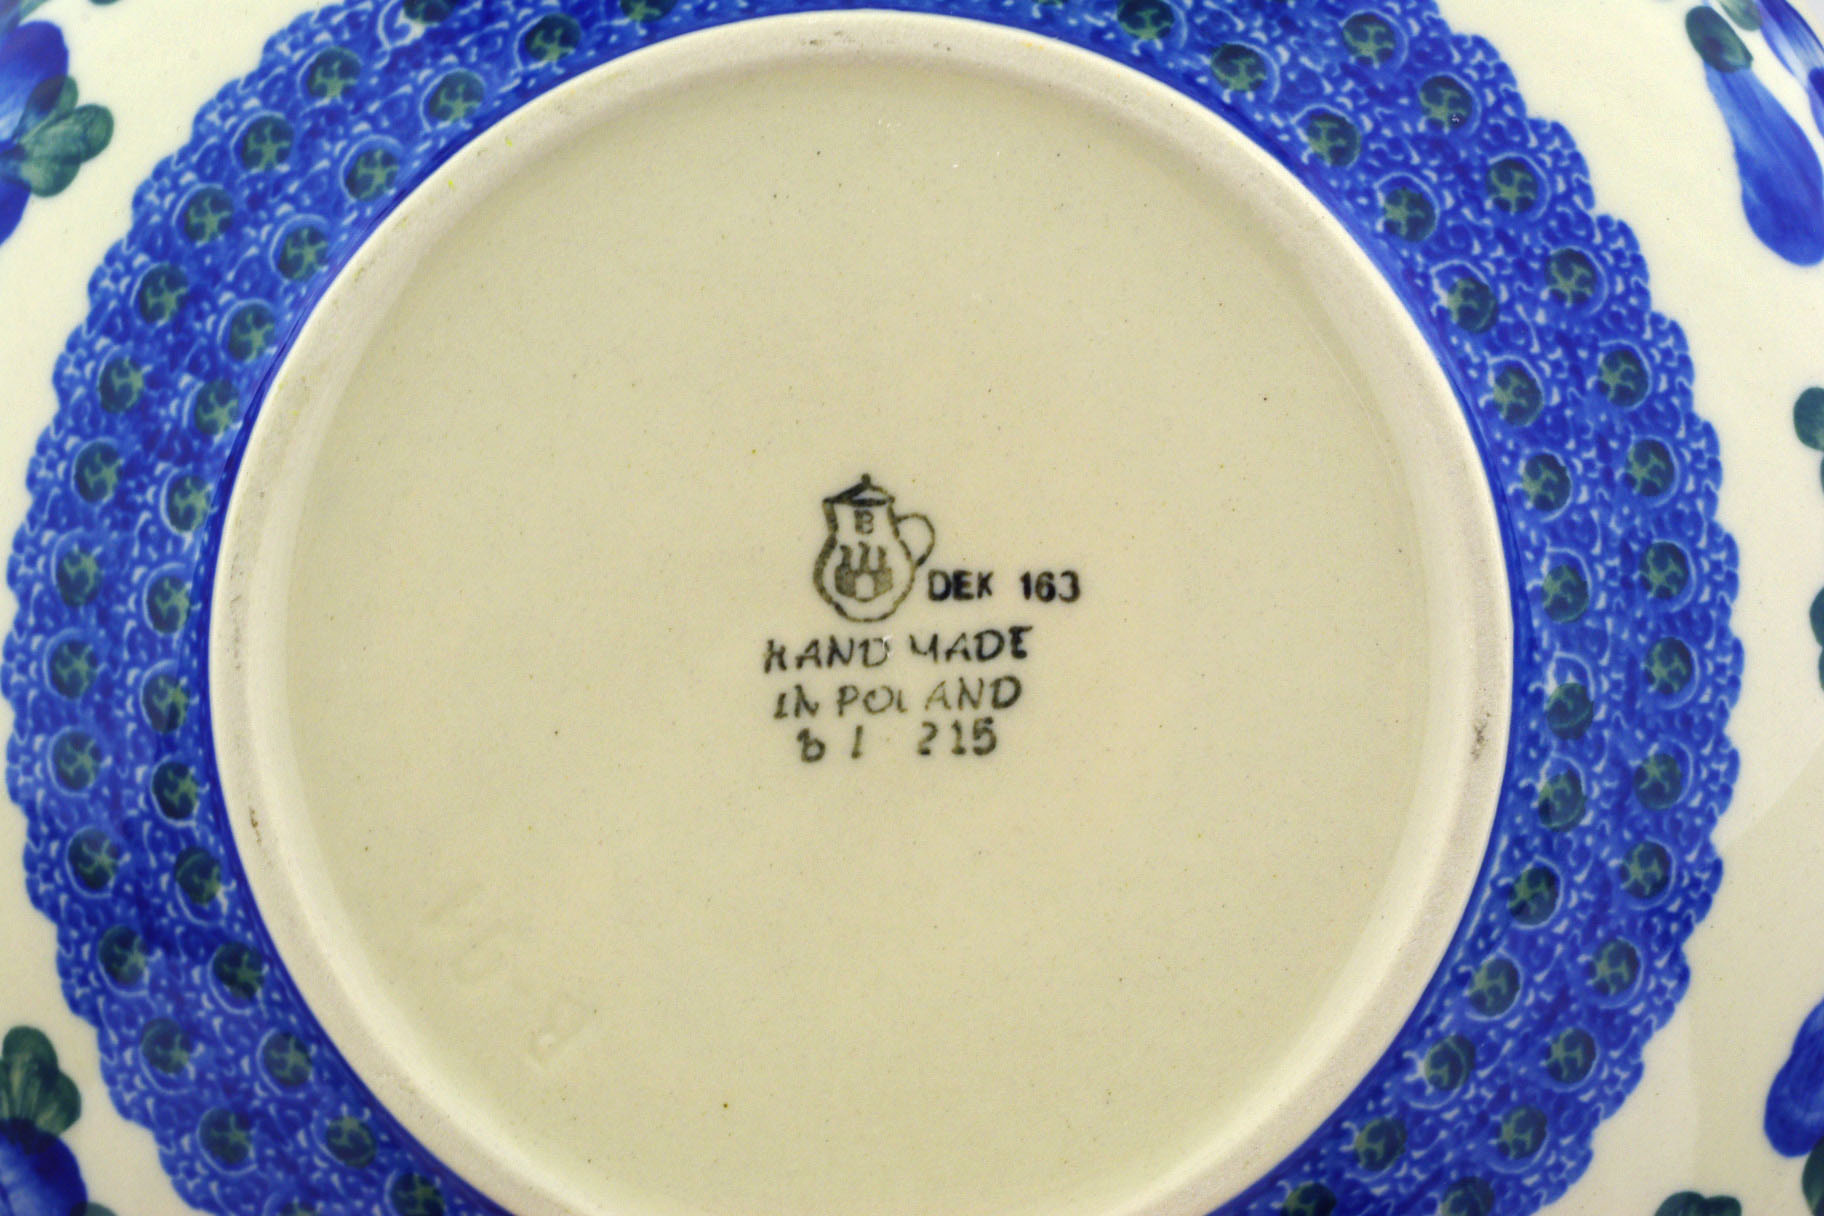 B
DEK 163
HAND MADE
IN POLAND
B I 215